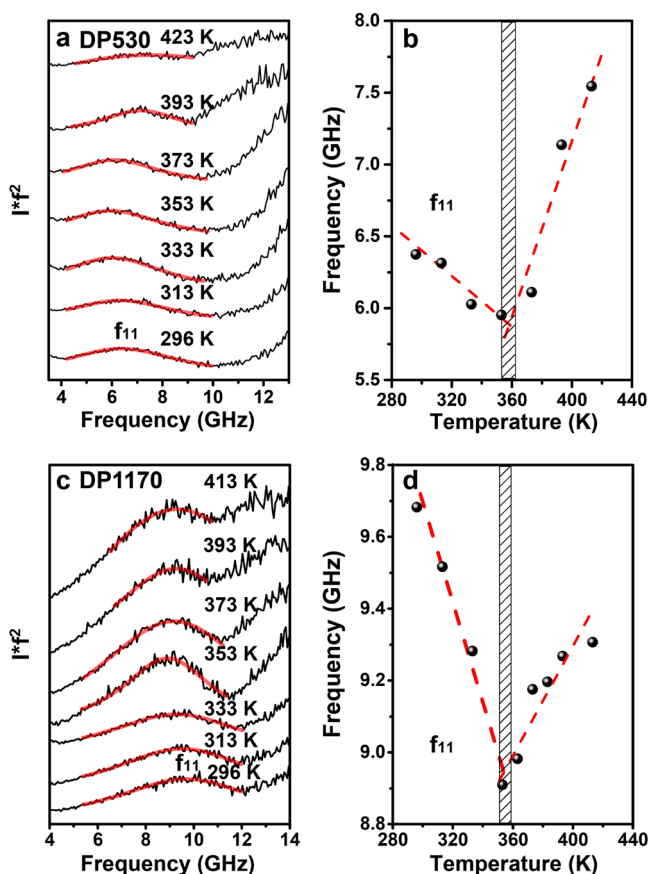 a DP530
423 K
393 K
373 K
353 K
333 K
313 K
f11
296 K
I*f2
4 6 8 10 12
Frequency (GHz)
b
8.0
7.5
7.0
6.5
6.0
5.5
Frequency (GHz)
f11
280 320 360 400 440
Temperature (K)
c DP1170
413 K
393 K
373 K
353 K
333 K
313 K
f11 296 K
I*f2
4 6 8 10 12 14
Frequency (GHz)
d
9.8
9.6
9.4
9.2
9.0
8.8
Frequency (GHz)
f11
280 320 360 400 440
Temperature (K)